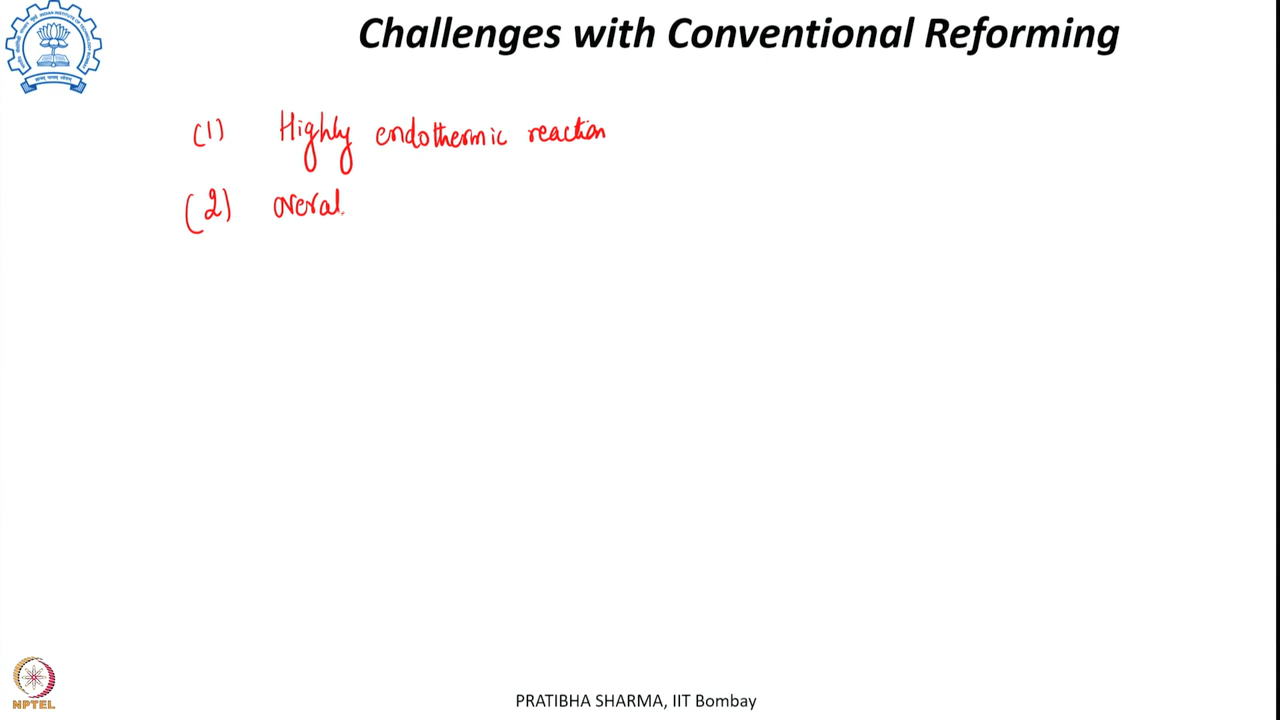 Challenges with Conventional Reforming
(1) Highly endothermic reaction
(2) overal
NPTEL
PRATIBHA SHARMA, IIT Bombay